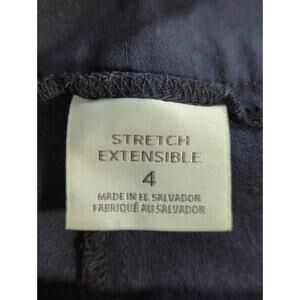 STRETCH
EXTENSIBLE
4
MADE IN EL SALVADOR
FABRIQUÉ AU SALVADOR